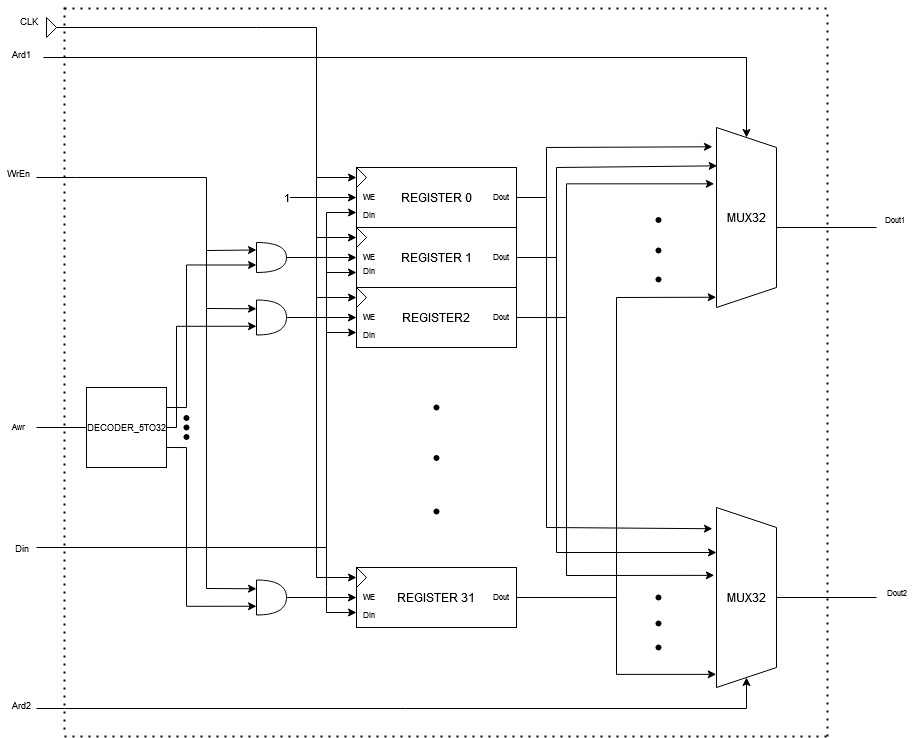 CLK
Ard1
WrEn
1
WE
Din
REGISTER 0
Dout
WE
Din
REGISTER 1
Dout
WE
Din
REGISTER2
Dout
MUX32
Dout1
Awr
DECODER_5TO32
Din
WE
Din
REGISTER 31
Dout
MUX32
Dout2
Ard2